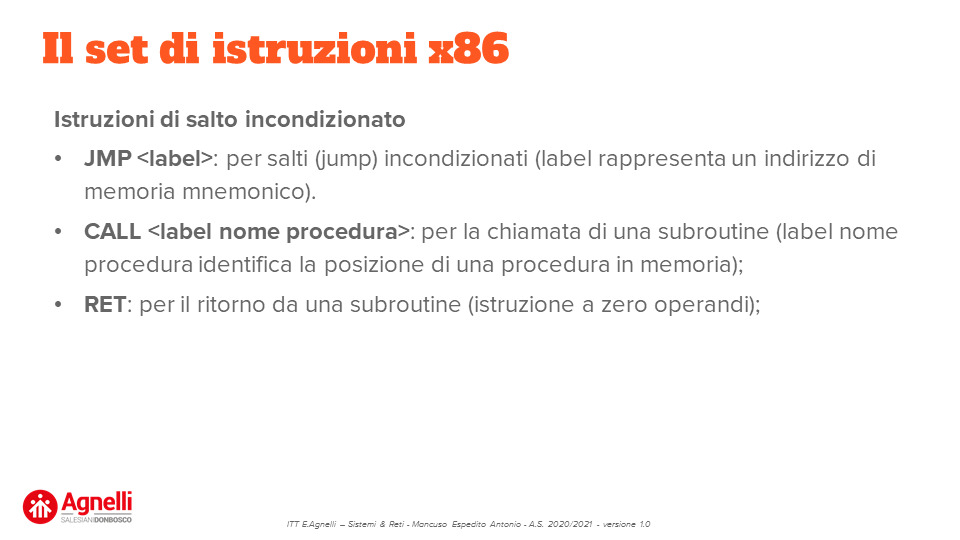 Il set di istruzioni x86
Istruzioni di salto incondizionato
• JMP <label>: per salti (jump) incondizionati (label rappresenta un indirizzo di
memoria mnemonico).
• CALL <label nome procedura>: per la chiamata di una subroutine (label nome
procedura identifica la posizione di una procedura in memoria);
• RET: per il ritorno da una subroutine (istruzione a zero operandi);
Agnelli
SALESIANI DONBOSCO
ITT E.Agnelli – Sistemi & Reti - Mancuso Espedito Antonio - A.S. 2020/2021 - versione 1.0